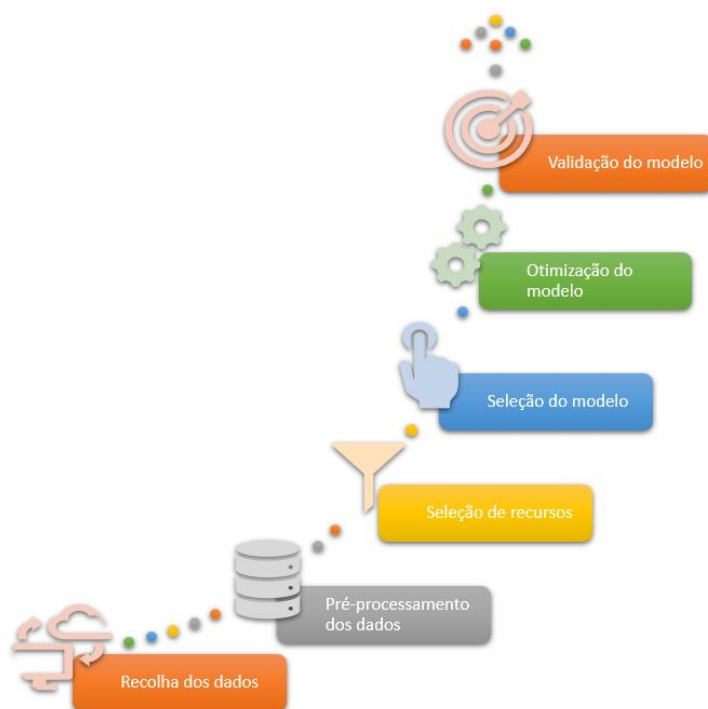 Validação do modelo
Otimização do
modelo
Seleção do modelo
Seleção de recursos
Pré-processamento
dos dados
Recolha dos dados